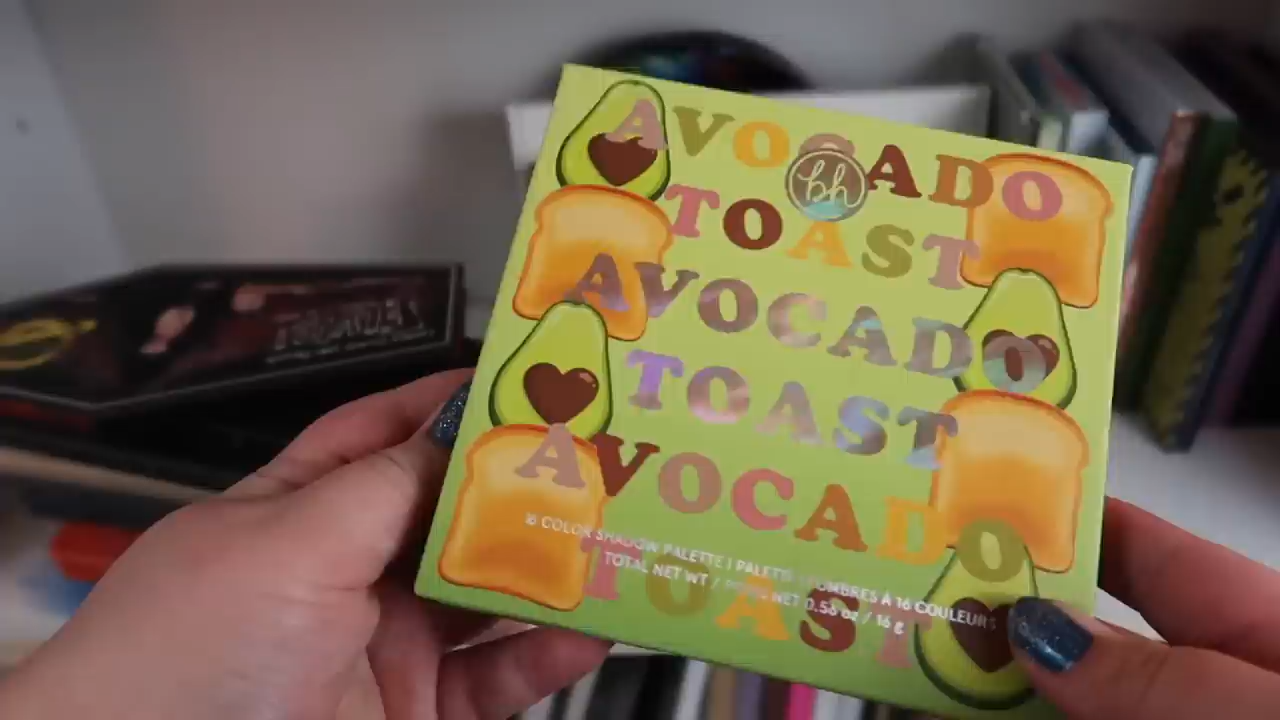 AVOCADO
bh
TOAST
AVOCADO
TOAST
AVOCADO
TOAST
16 COLOR SHADOW PALETTE | PALETTE OMBRES À 16 COULEURS
TOTAL NET WT / POIDS NET 0.56 oz / 16 g